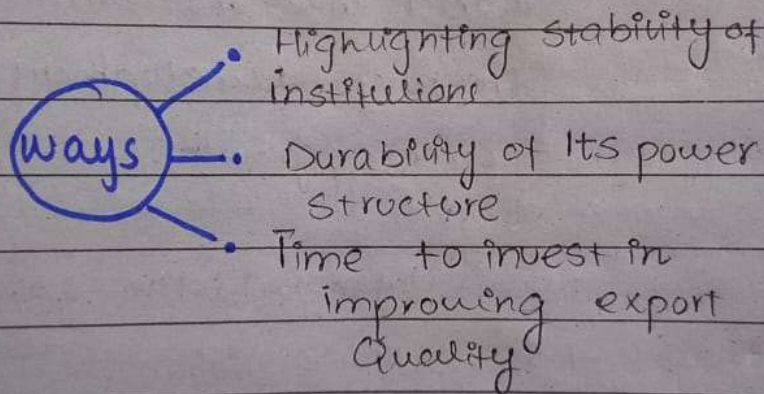 Ways
Highlighting stability of
institutions
Durability of Its power
structure
Time to invest in
improving export
Quality